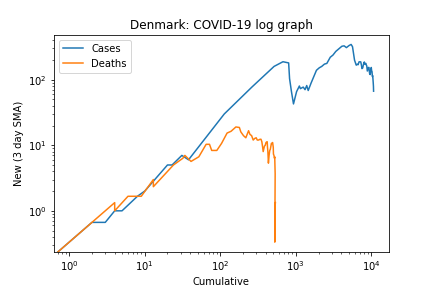 Denmark: COVID-19 log graph
Cases
Deaths
New (3 day SMA)
10²
10¹
10⁰
10⁰ 10¹ 10² 10³ 10⁴
Cumulative